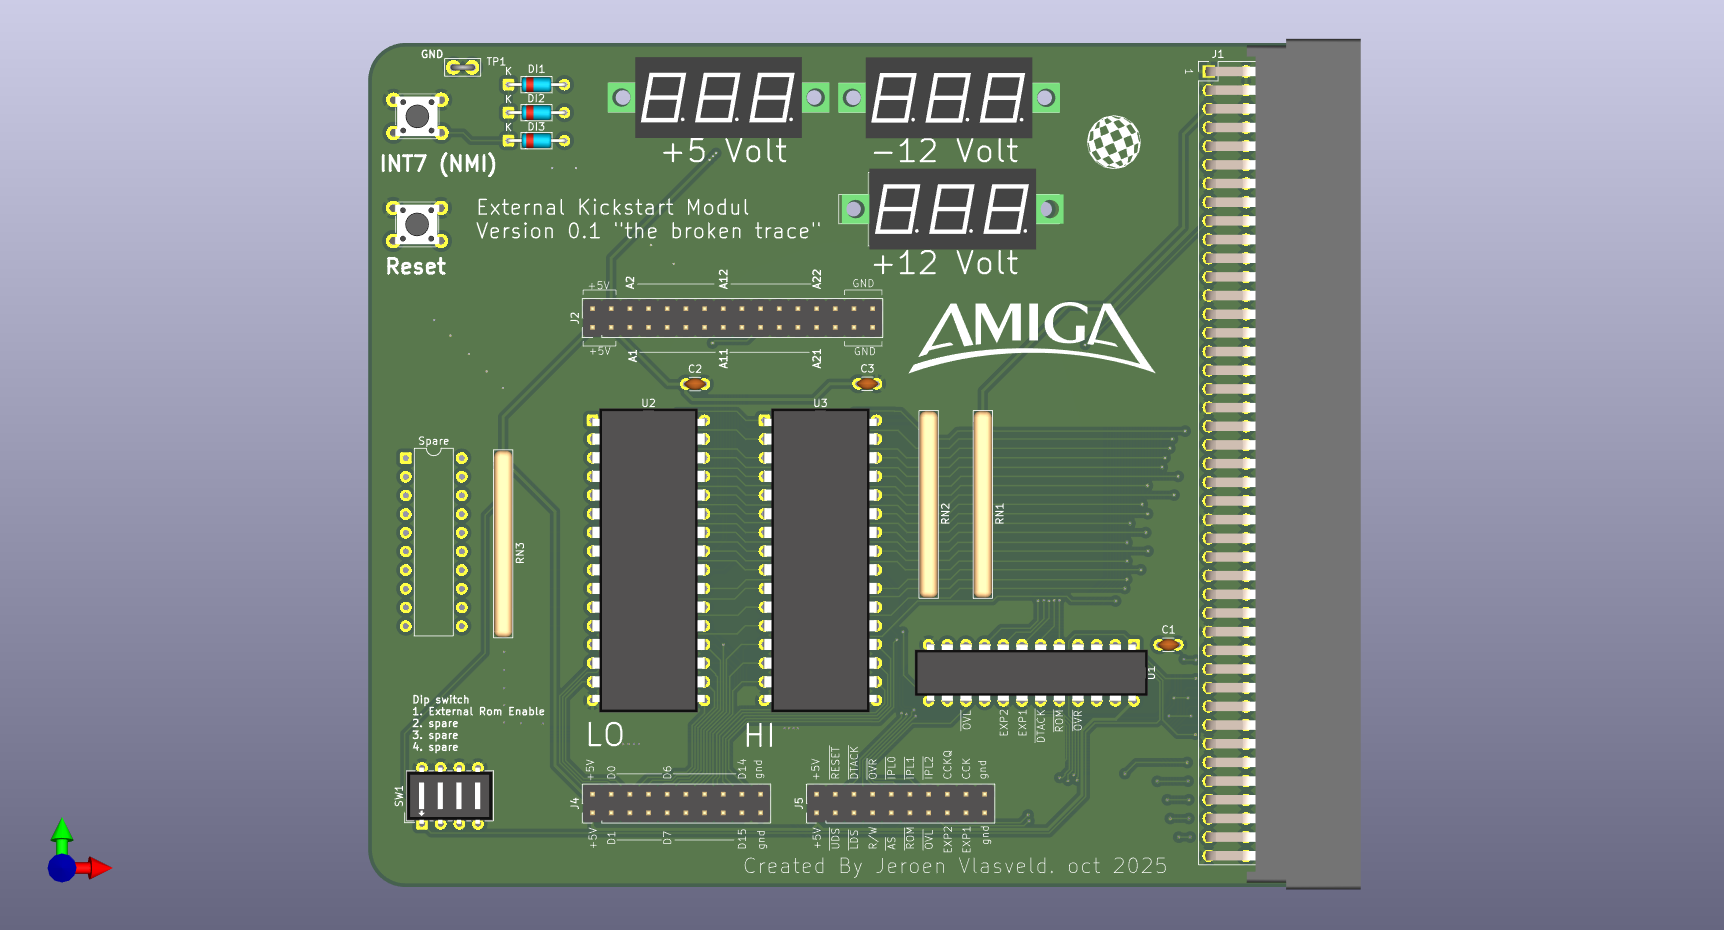 GND
TP1
K
DI1
K
DI2
K
DI3
INT7 (NMI)
Reset
+5 Volt
-12 Volt
+12 Volt
J1
1
External Kickstart Modul
Version 0.1 "the broken trace"
+5V
A2
A12
A22
GND
J2
+5V
A1
A11
A21
GND
AMIGA
C2
C3
U2
U3
Spare
RN3
RN2
RN1
C1
U1
OVL
EXP2
EXP1
DTACK
ROM
OVR
Dip switch
1. External Rom Enable
2. spare
3. spare
4. spare
SW1
LO
HI
+5V
D0
D6
D14
gnd
J4
+5V
D1
D7
D15
gnd
+5V
RESET
DTACK
OVR
IPL0
IPL1
IPL2
CCKQ
CCK
gnd
J5
+5V
UDS
LDS
R/W
AS
ROM
OVL
EXP2
EXP1
gnd
Created By Jeroen Vlasveld. oct 2025